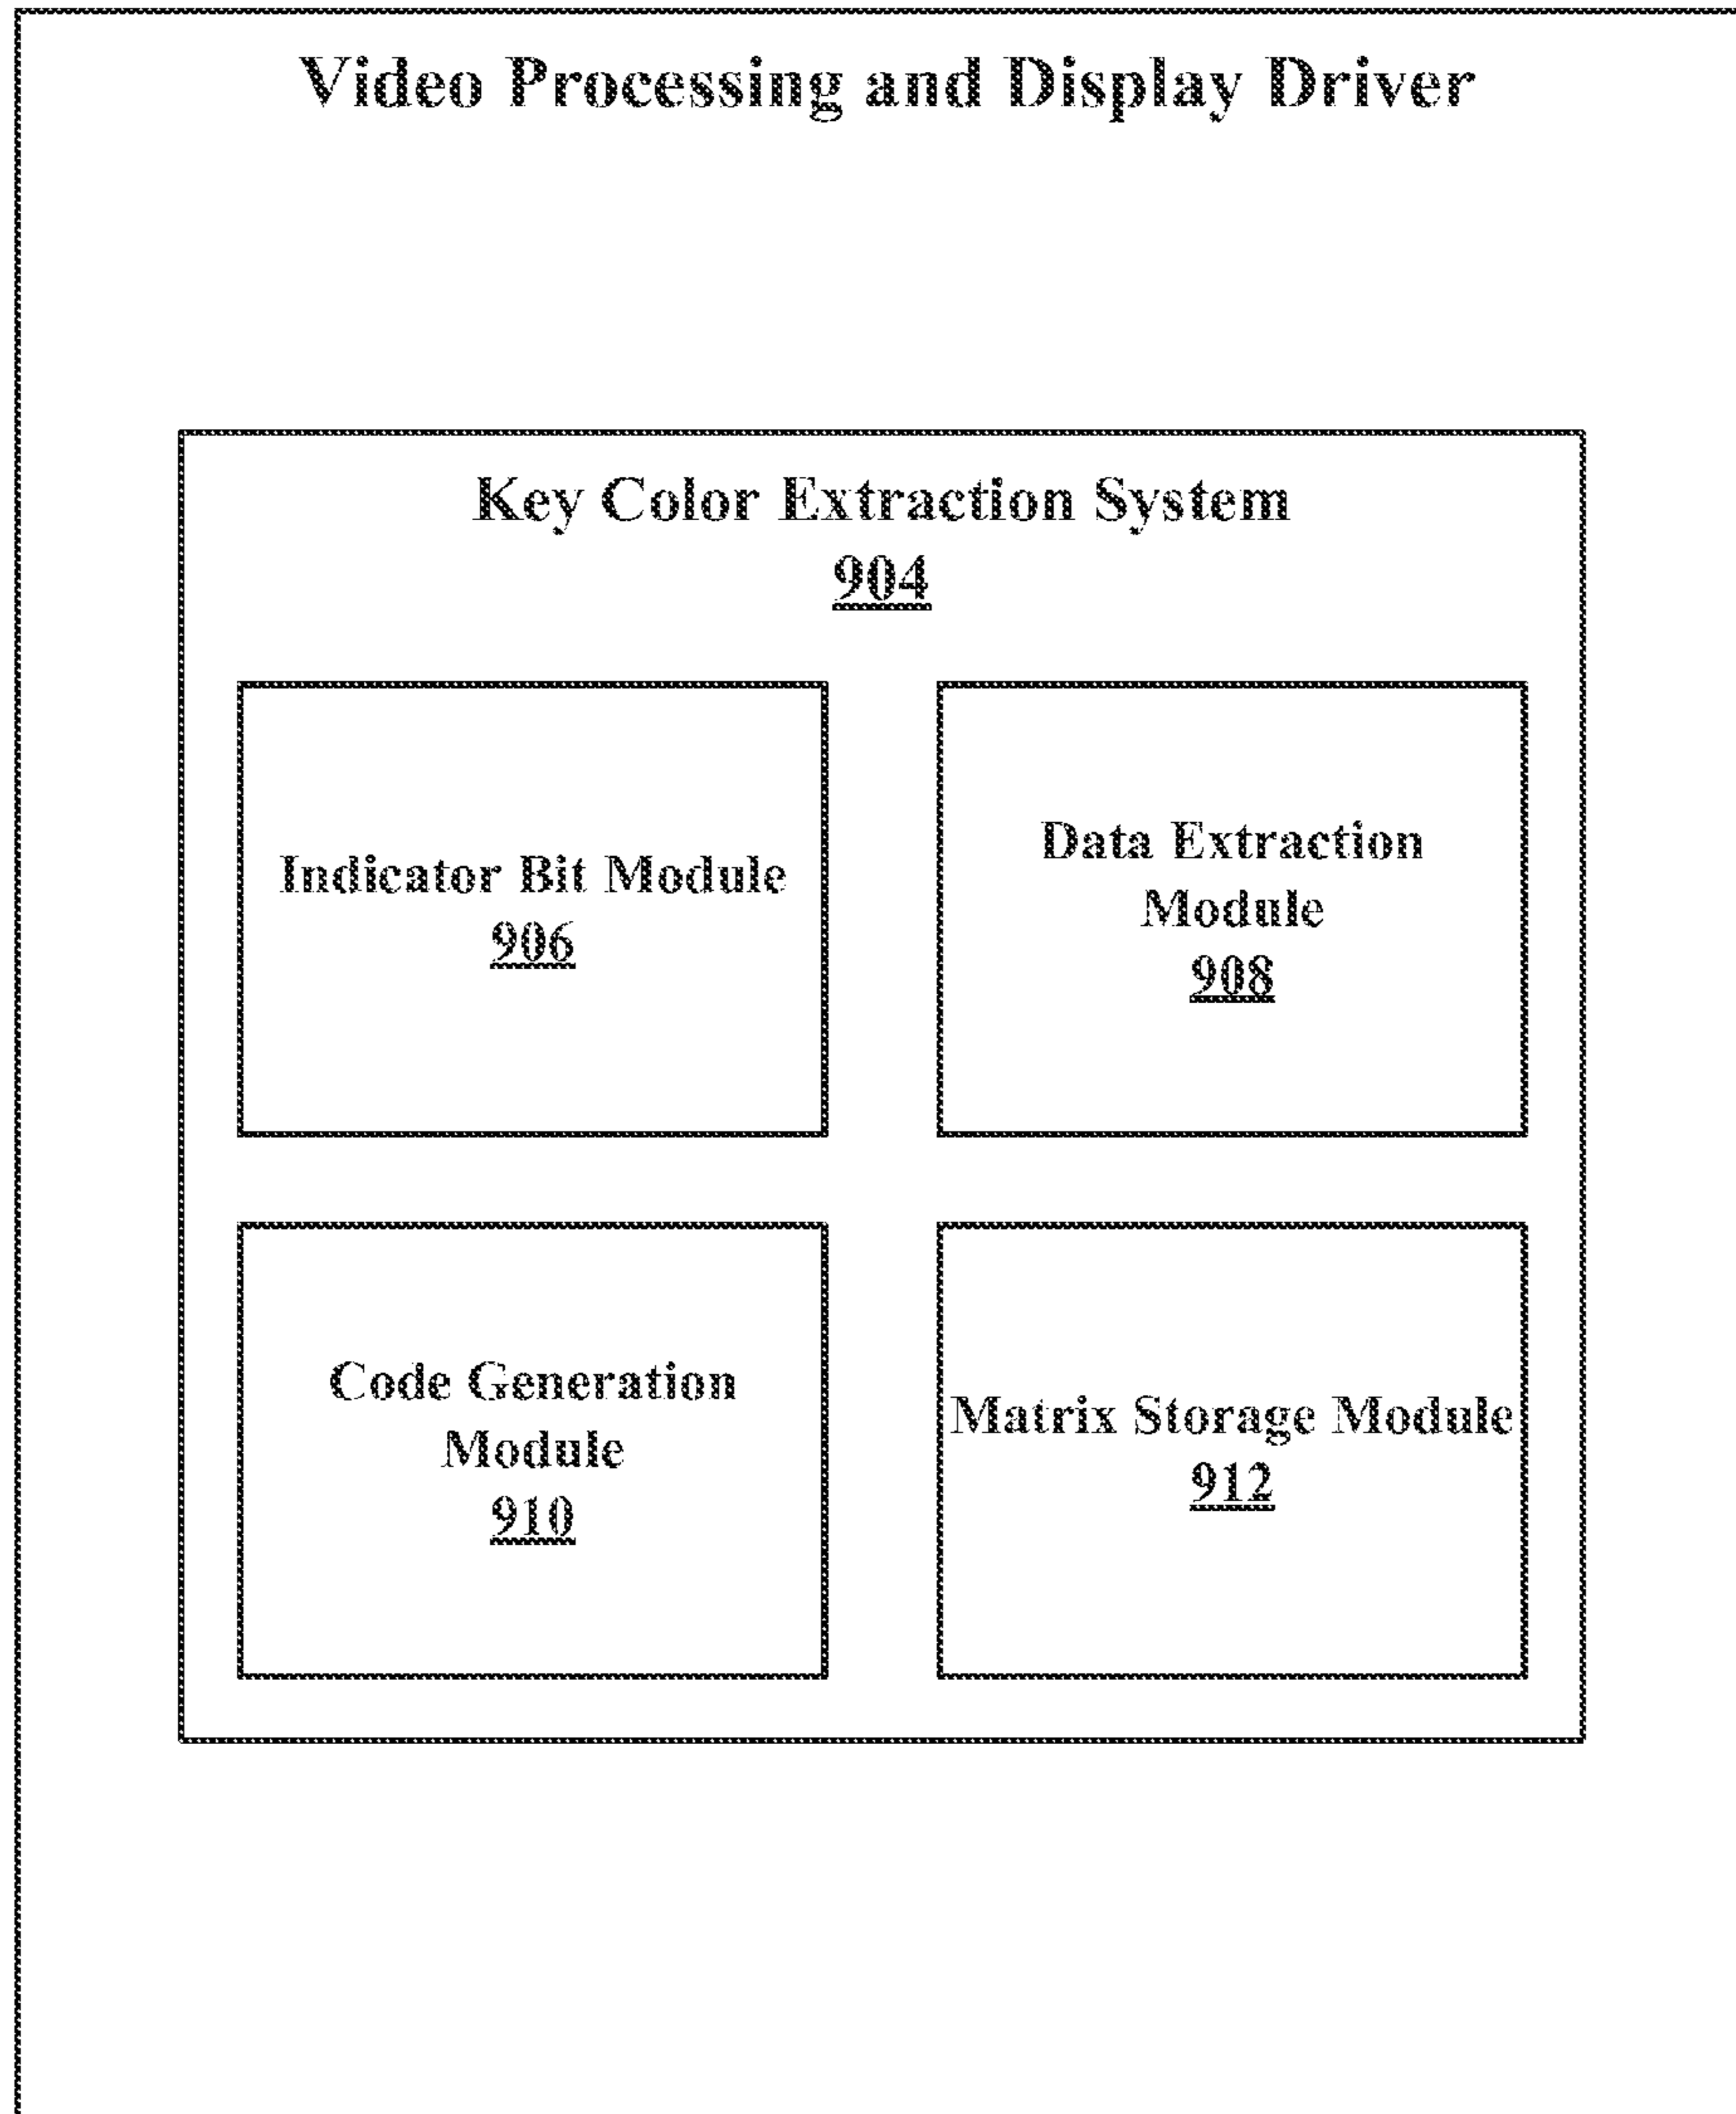 Video Processing and Display Driver
Key Color Extraction System
904
Indicator Bit Module
906
Data Extraction
Module
908
Code Generation
Module
910
Matrix Storage Module
912